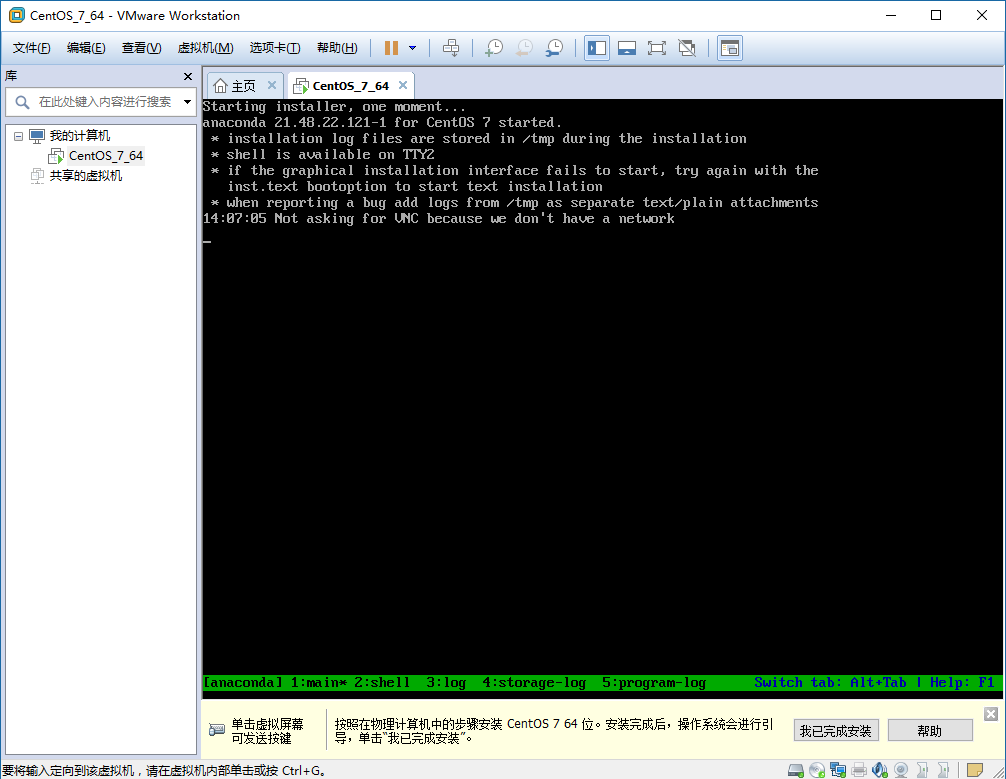 CentOS_7_64 - VMware Workstation
文件(F) 编辑(E) 查看(V) 虚拟机(M) 选项卡(T) 帮助(H)
库
在此处键入内容进行搜索
我的计算机
CentOS_7_64
共享的虚拟机
主页 CentOS_7_64
Starting installer, one moment...
anaconda 21.48.22.121-1 for CentOS 7 started.
* installation log files are stored in /tmp during the installation
* shell is available on TTY2
* if the graphical installation interface fails to start, try again with the
inst.text bootoption to start text installation
* when reporting a bug add logs from /tmp as separate text/plain attachments
14:07:05 Not asking for VNC because we don't have a network
[anaconda] 1:main* 2:shell 3:log 4:storage-log 5:program-log Switch tab: Alt+Tab | Help: F1
单击虚拟屏幕
可发送按键
按照在物理计算机中的步骤安装 CentOS 7 64 位。安装完成后，操作系统会进行引
导，单击“我已完成安装”。
我已完成安装
帮助
要将输入定向到该虚拟机，请在虚拟机内部单击或按 Ctrl+G。